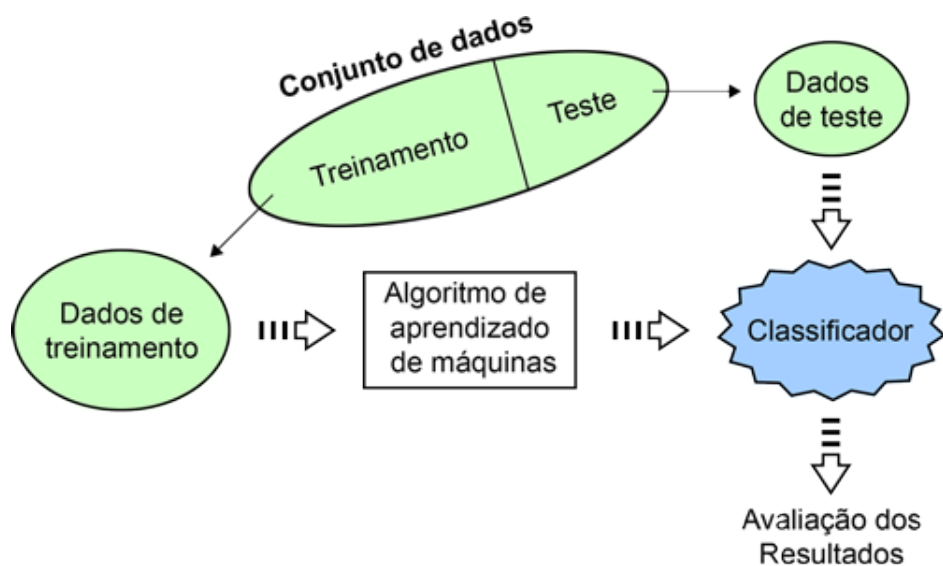 Conjunto de dados
Treinamento
Teste
Dados
de teste
Dados de
treinamento
Algoritmo de
aprendizado
de máquinas
Classificador
Avaliação dos
Resultados